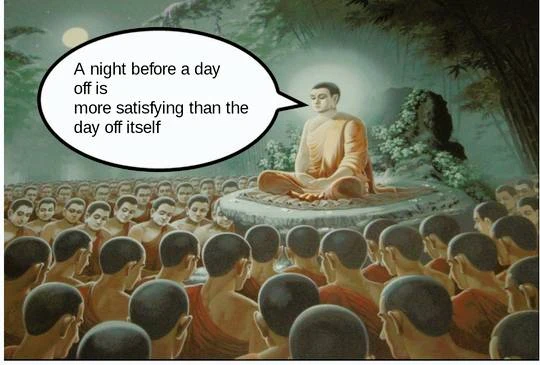 A night before a day
off is
more satisfying than the
day off itself